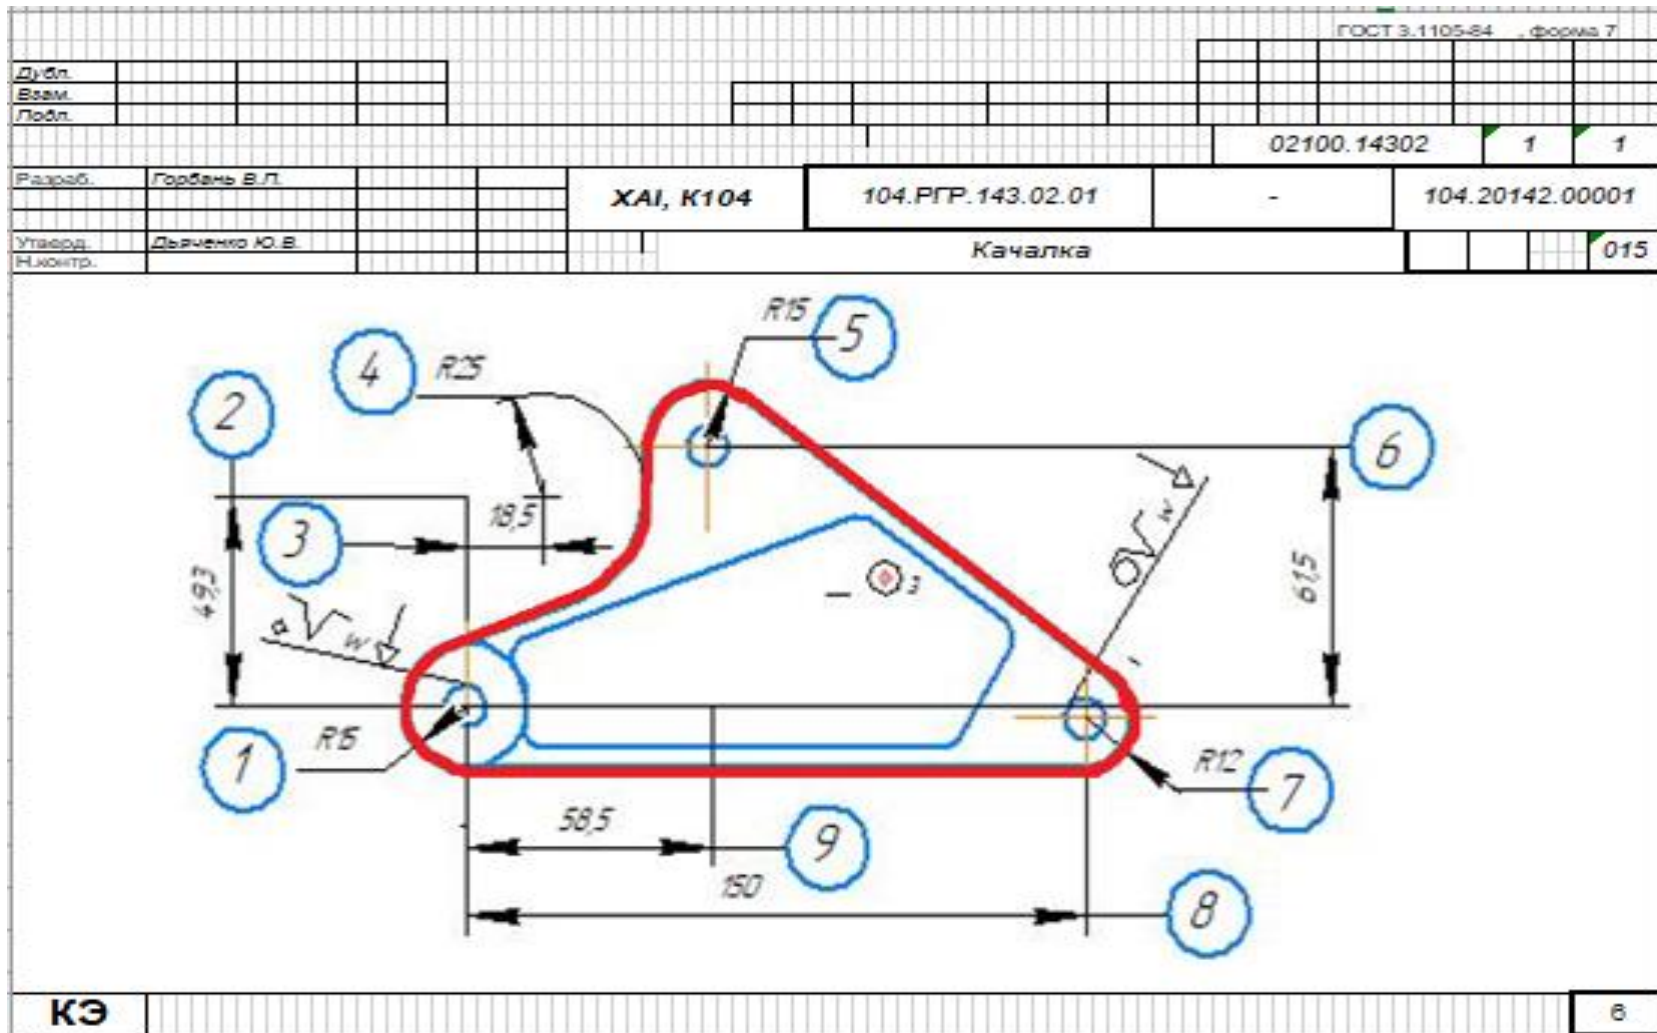 ГОСТ 3.1105-84 , форма 7
Дубл.
Взам.
Подл.
02100.14302 1 1
Разраб. Горбань В.П.
ХАІ, К104 104.РГР.143.02.01 - 104.20142.00001
Утверд. Дьяченко Ю.В.
Н.контр.
Качалка 015
R15 5
4 R25
2
6
3 18,5
w
49,3
61,5
3
w
1 R15
R12 7
58,5 9
150 8
КЭ 6